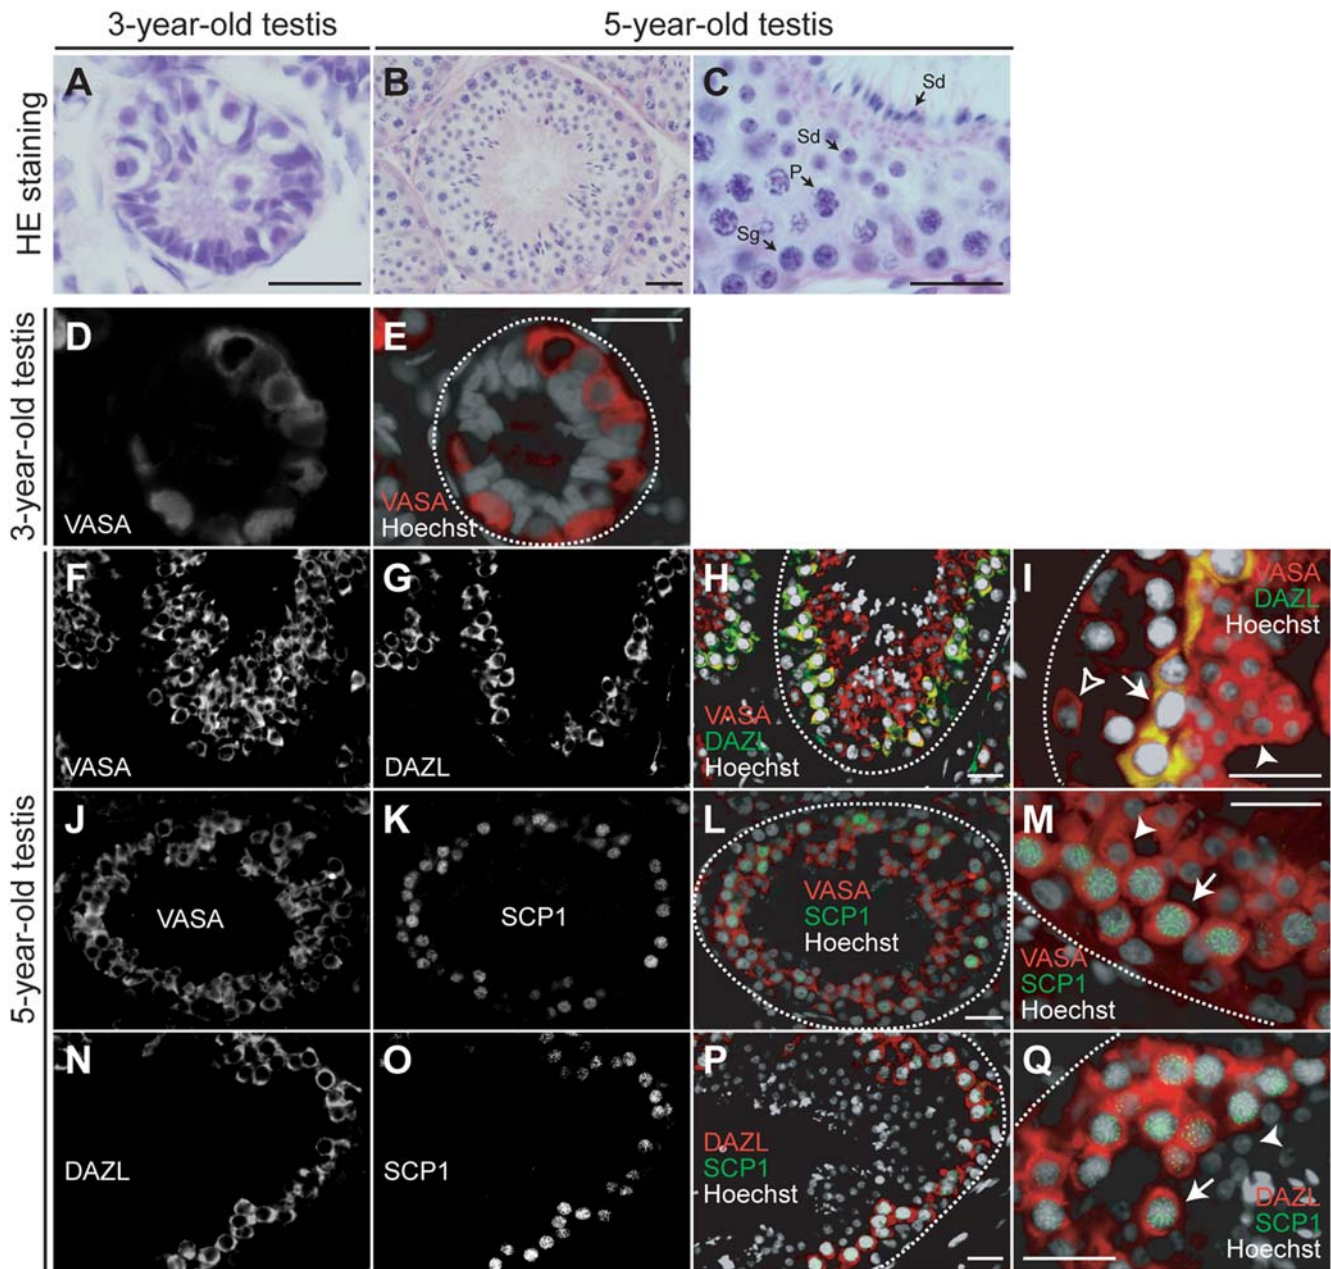 3-year-old testis
5-year-old testis
HE staining
A
B
C
Sd
Sd
P
Sg
3-year-old testis
D
VASA
E
VASA
Hoechst
5-year-old testis
F
VASA
G
DAZL
H
VASA
DAZL
Hoechst
I
VASA
DAZL
Hoechst
J
VASA
K
SCP1
L
VASA
SCP1
Hoechst
M
VASA
SCP1
Hoechst
N
DAZL
O
SCP1
P
DAZL
SCP1
Hoechst
Q
DAZL
SCP1
Hoechst